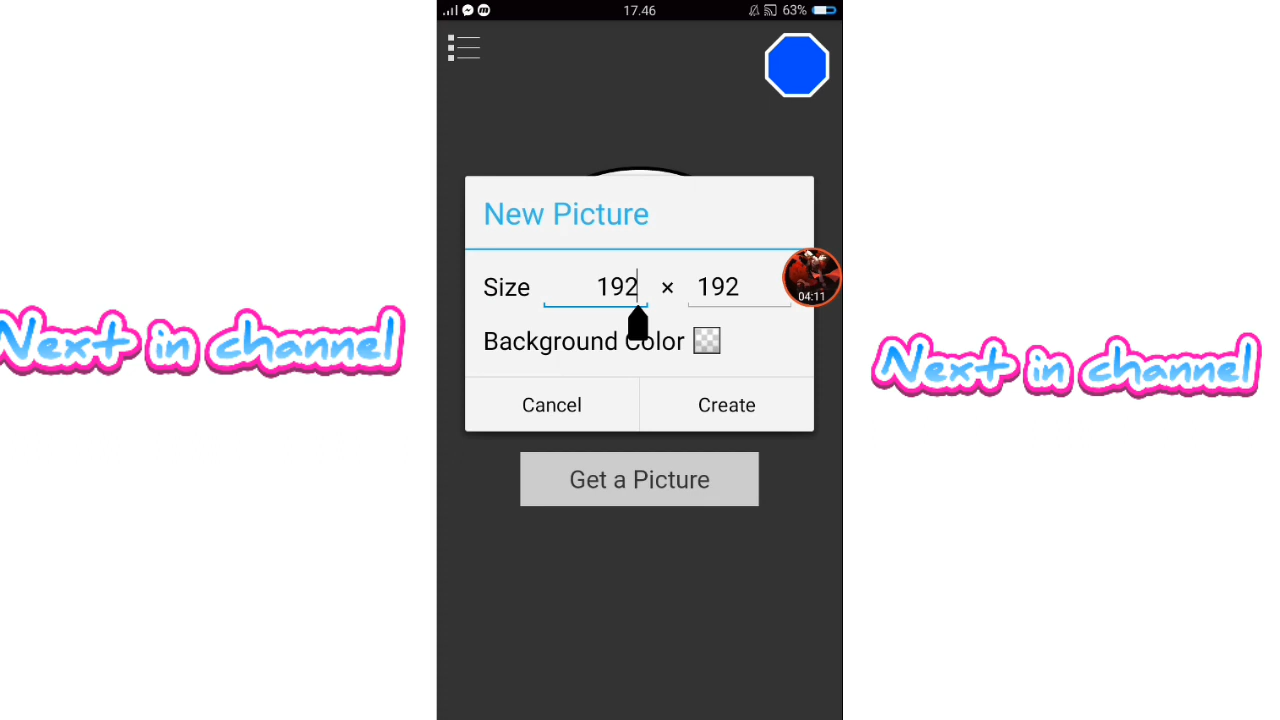 17.46
63%
New Picture
Size 192 × 192
04:11
Background Color
Cancel
Create
Get a Picture
Next in channel
Next in channel